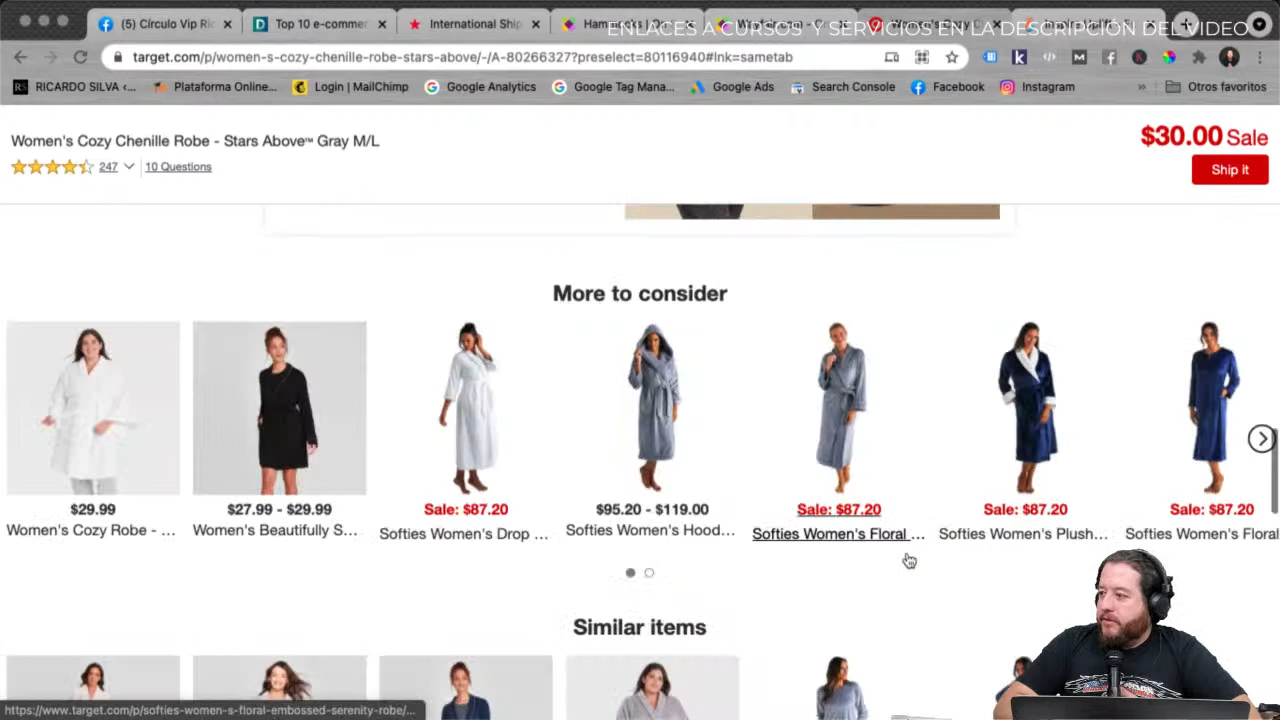 (5) Círculo Vip Ri
Top 10 e-commer
International Ship
ENLACES A CURSOS Y SERVICIOS EN LA DESCRIPCIÓN DEL VIDEO
target.com/p/women-s-cozy-chenille-robe-stars-above/-/A-80266327?preselect=80116940#lnk=sametab
RICARDO SILVA ‹...
Plataforma Online...
Login | MailChimp
Google Analytics
Google Tag Mana...
Google Ads
Search Console
Facebook
Instagram
»
Otros favoritos
Women's Cozy Chenille Robe - Stars Above™ Gray M/L
$30.00 Sale
247
10 Questions
Ship it
More to consider
$29.99
$27.99 - $29.99
Sale: $87.20
$95.20 - $119.00
Sale: $87.20
Sale: $87.20
Sale: $87.20
Women's Cozy Robe - ...
Women's Beautifully S...
Softies Women's Drop ...
Softies Women's Hood...
Softies Women's Floral ...
Softies Women's Plush...
Softies Women's Floral
Similar items
https://www.target.com/p/softies-women-s-floral-embossed-serenity-robe/...